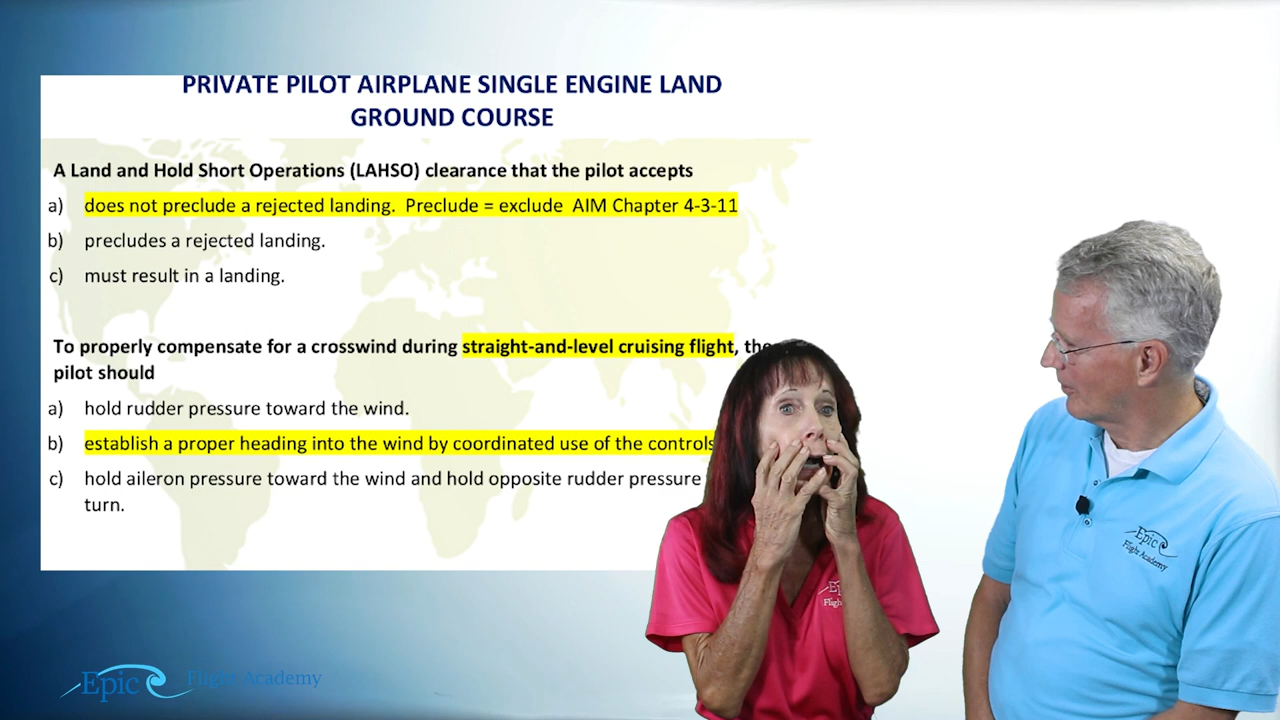 PRIVATE PILOT AIRPLANE SINGLE ENGINE LAND
GROUND COURSE
A Land and Hold Short Operations (LAHSO) clearance that the pilot accepts
a) does not preclude a rejected landing. Preclude = exclude AIM Chapter 4-3-11
b) precludes a rejected landing.
c) must result in a landing.
To properly compensate for a crosswind during straight-and-level cruising flight, the
pilot should
a) hold rudder pressure toward the wind.
b) establish a proper heading into the wind by coordinated use of the controls
c) hold aileron pressure toward the wind and hold opposite rudder pressure
turn.
Epic
Flight Academy
Epic Flight Academy